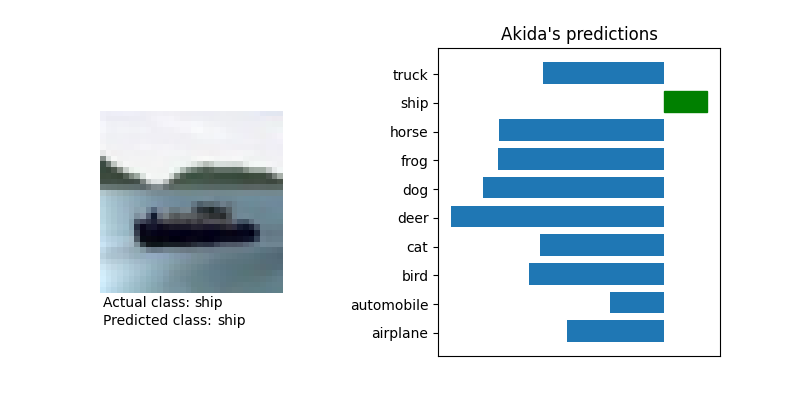 Akida's predictions
truck
ship
horse
frog
dog
deer
cat
bird
automobile
airplane
Actual class: ship
Predicted class: ship